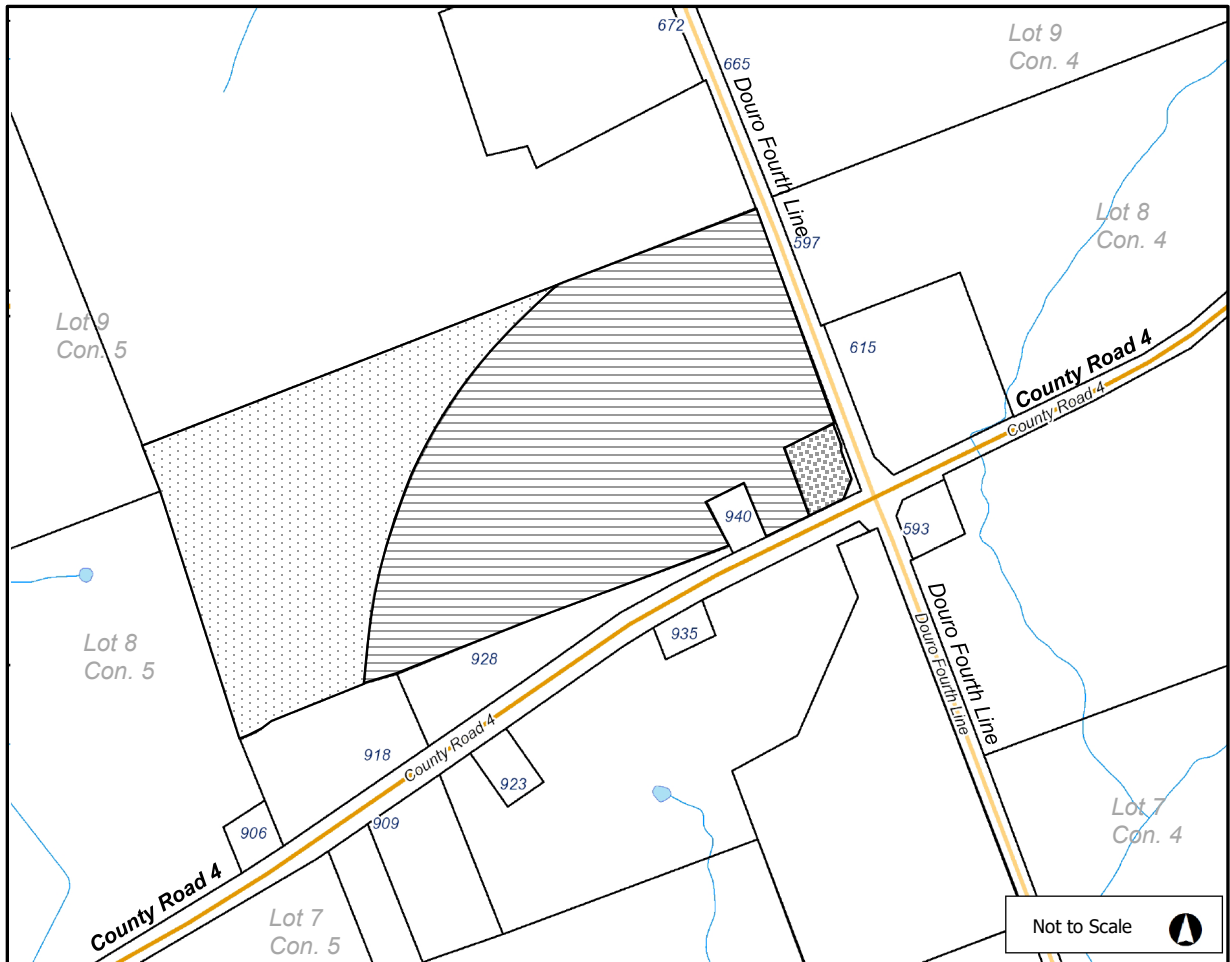 672
Lot 9
Con. 4
665
Douro Fourth Line
Lot 8
Con. 4
597
Lot 9
Con. 5
615
County Road 4
County Road 4
940
593
Lot 8
Con. 5
935
928
Douro Fourth Line
Douro Fourth Line
918
County Road 4
923
Lot 7
Con. 4
909
906
County Road 4
Lot 7
Con. 5
Not to Scale